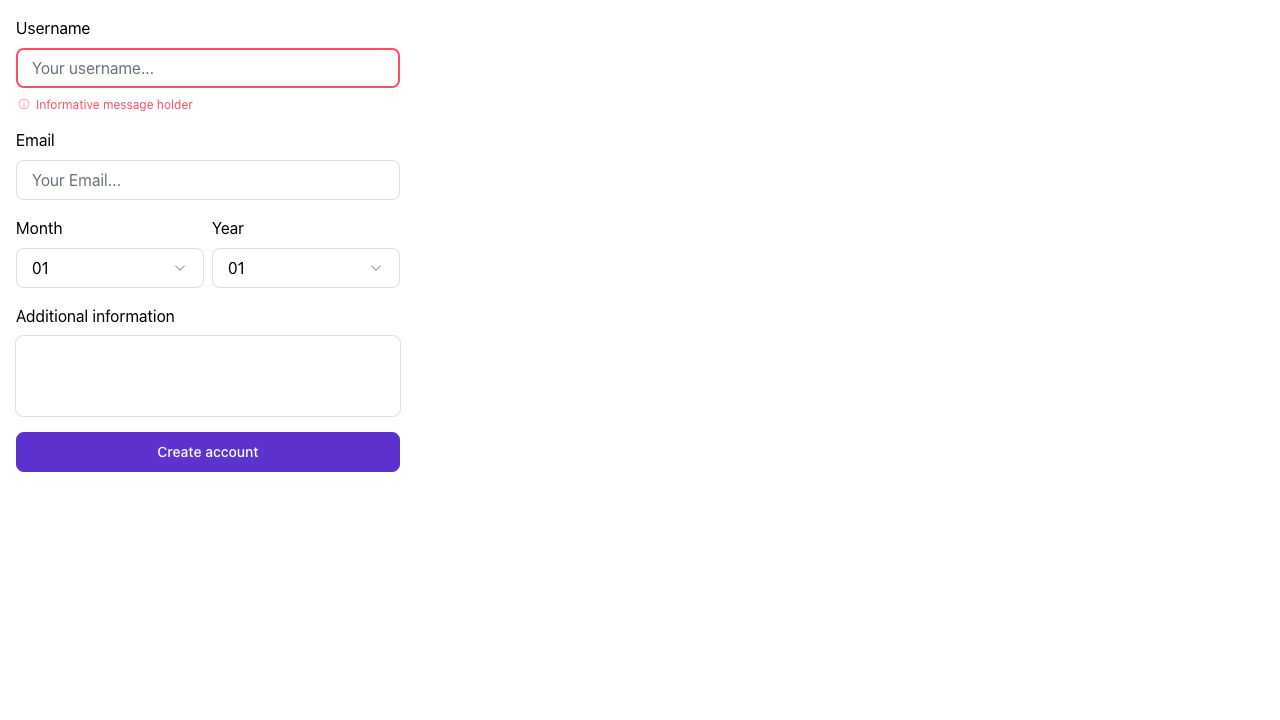 Username
Your username...
Informative message holder
Email
Your Email...
Month Year
01 01
Additional information
Create account